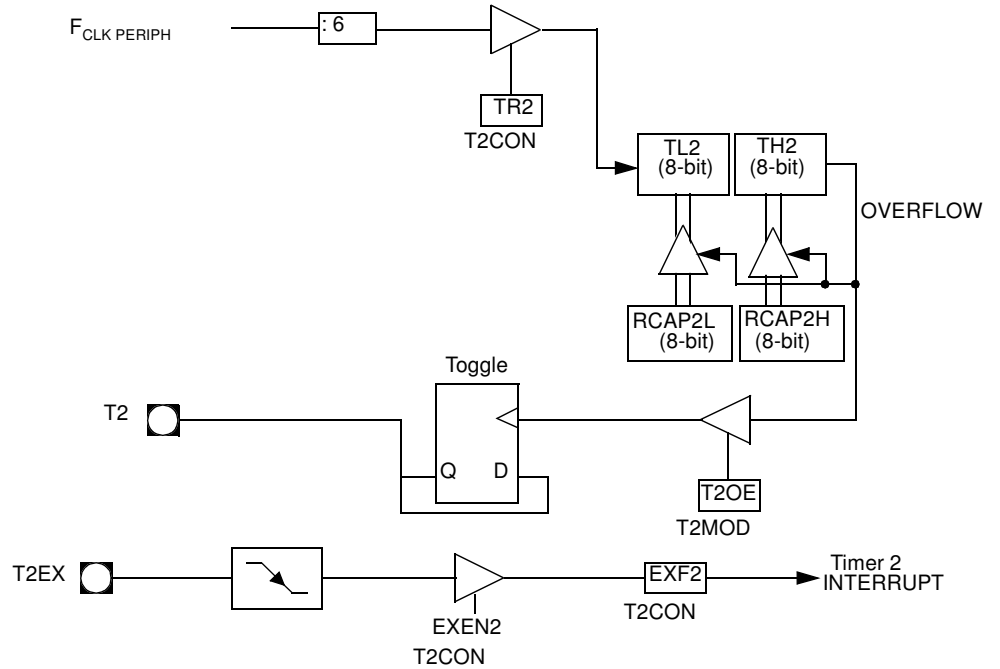 FCLK PERIPH
: 6
TR2
T2CON
TL2
(8-bit)
TH2
(8-bit)
OVERFLOW
RCAP2L
(8-bit)
RCAP2H
(8-bit)
Toggle
T2
Q
D
T2OE
T2MOD
T2EX
EXEN2
T2CON
EXF2
T2CON
Timer 2
INTERRUPT